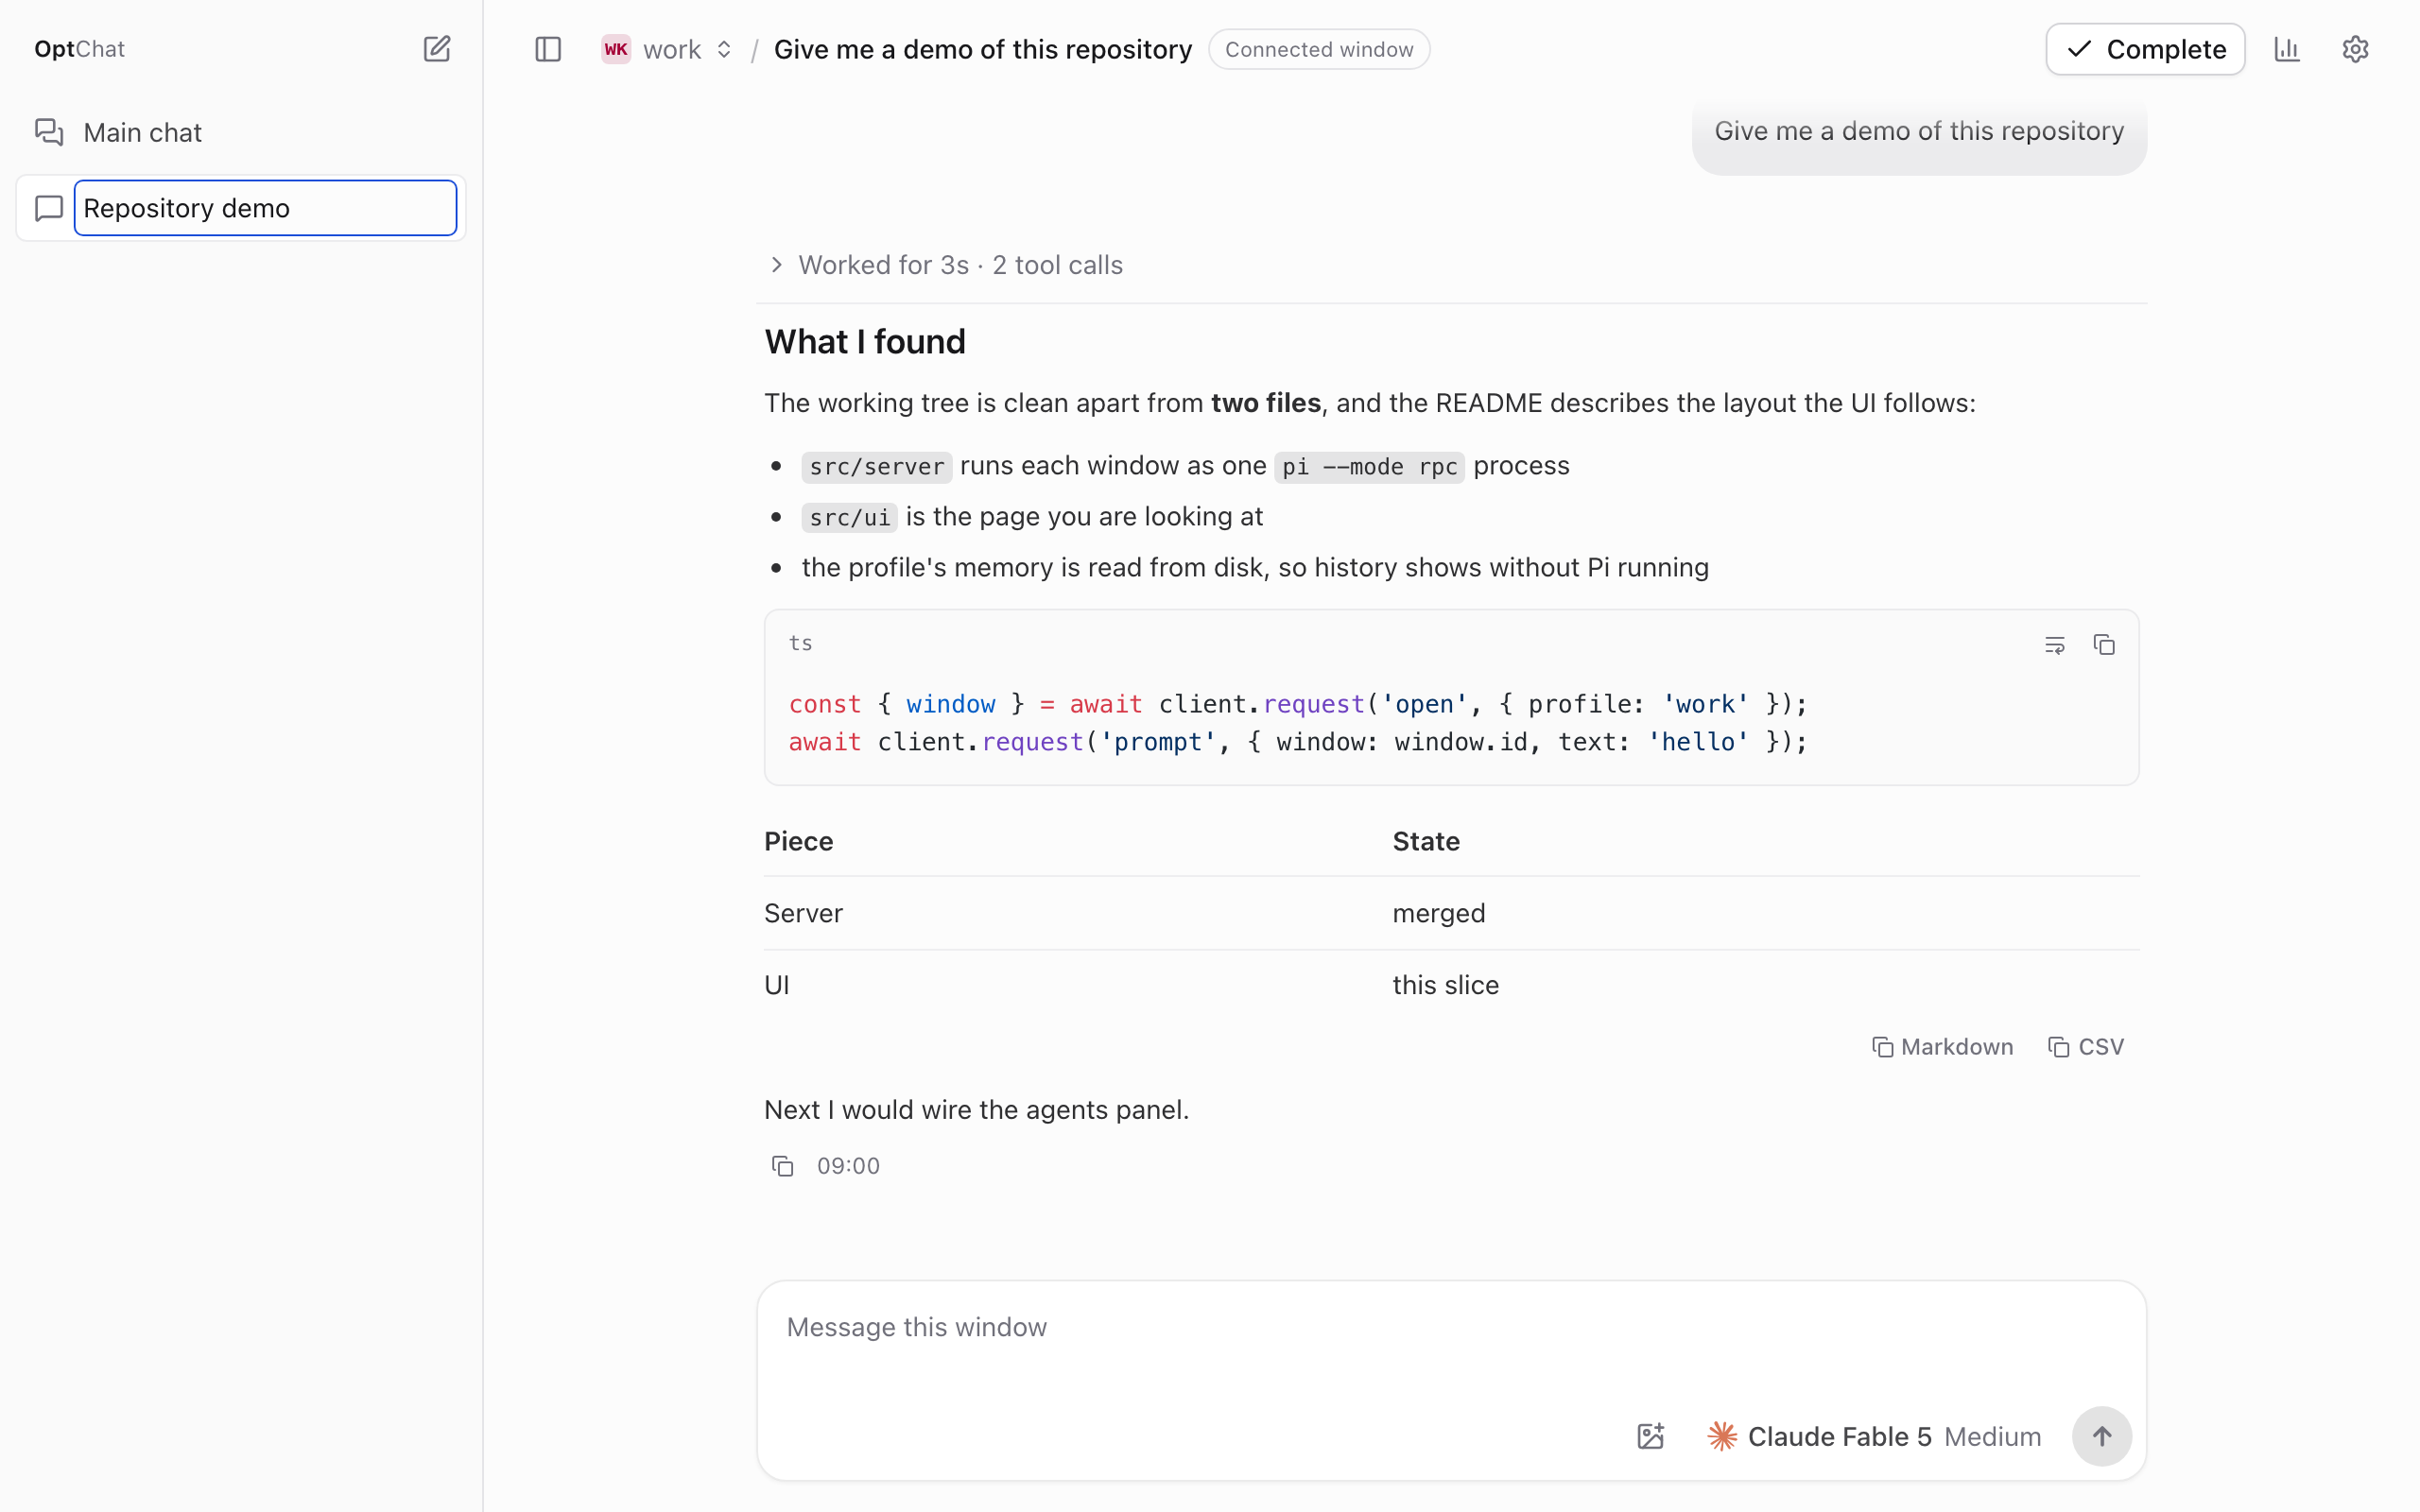 OptChat
Main chat
Repository demo
WK work / Give me a demo of this repository Connected window
Complete
Give me a demo of this repository
Worked for 3s · 2 tool calls
What I found
The working tree is clean apart from two files, and the README describes the layout the UI follows:
• src/server runs each window as one pi --mode rpc process
• src/ui is the page you are looking at
• the profile's memory is read from disk, so history shows without Pi running
ts
const { window } = await client.request('open', { profile: 'work' });
await client.request('prompt', { window: window.id, text: 'hello' });
Piece State
Server merged
UI this slice
Markdown CSV
Next I would wire the agents panel.
09:00
Message this window
Claude Fable 5 Medium